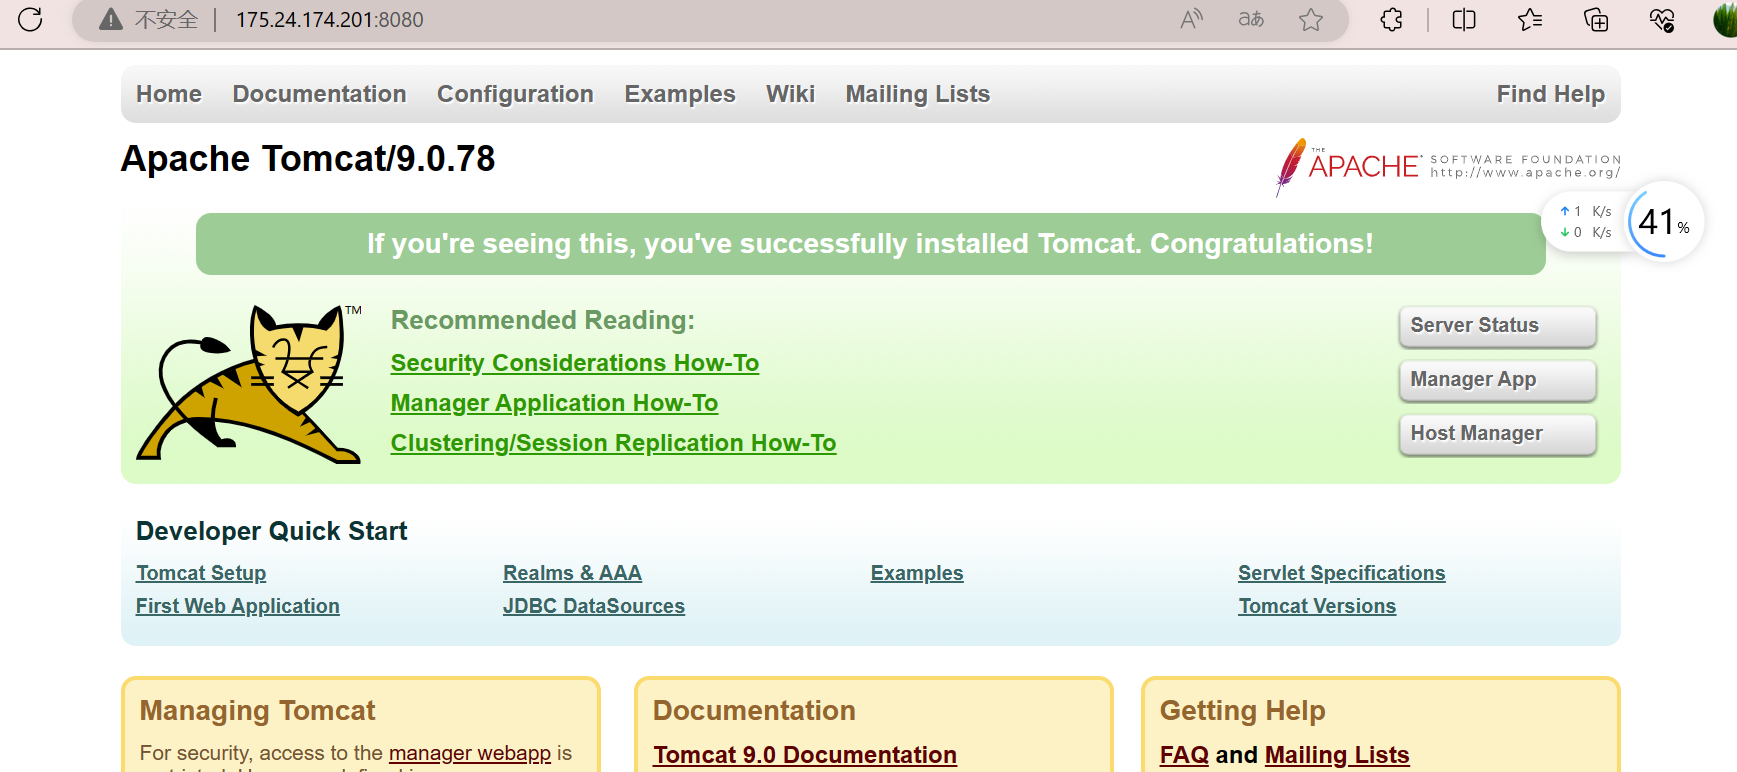 不安全 | 175.24.174.201:8080
Home Documentation Configuration Examples Wiki Mailing Lists Find Help
Apache Tomcat/9.0.78
THE APACHE SOFTWARE FOUNDATION
http://www.apache.org/
If you're seeing this, you've successfully installed Tomcat. Congratulations!
↑ 1 K/s
↓ 0 K/s
41%
TM
Recommended Reading:
Security Considerations How-To
Manager Application How-To
Clustering/Session Replication How-To
Server Status
Manager App
Host Manager
Developer Quick Start
Tomcat Setup Realms & AAA Examples Servlet Specifications
First Web Application JDBC DataSources Tomcat Versions
Managing Tomcat
For security, access to the manager webapp is
Documentation
Tomcat 9.0 Documentation
Getting Help
FAQ and Mailing Lists